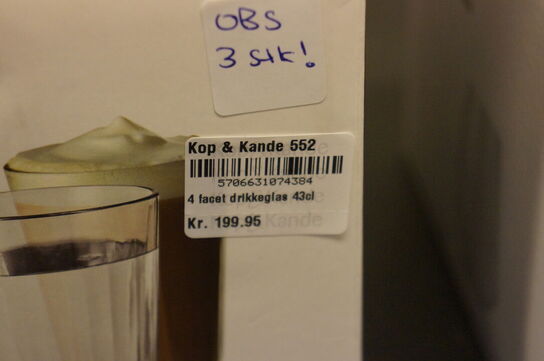 OBS
3 stk!
Kop & Kande 552
5706631074384
4 facet drikkeglas 43cl
Kr. 199.95